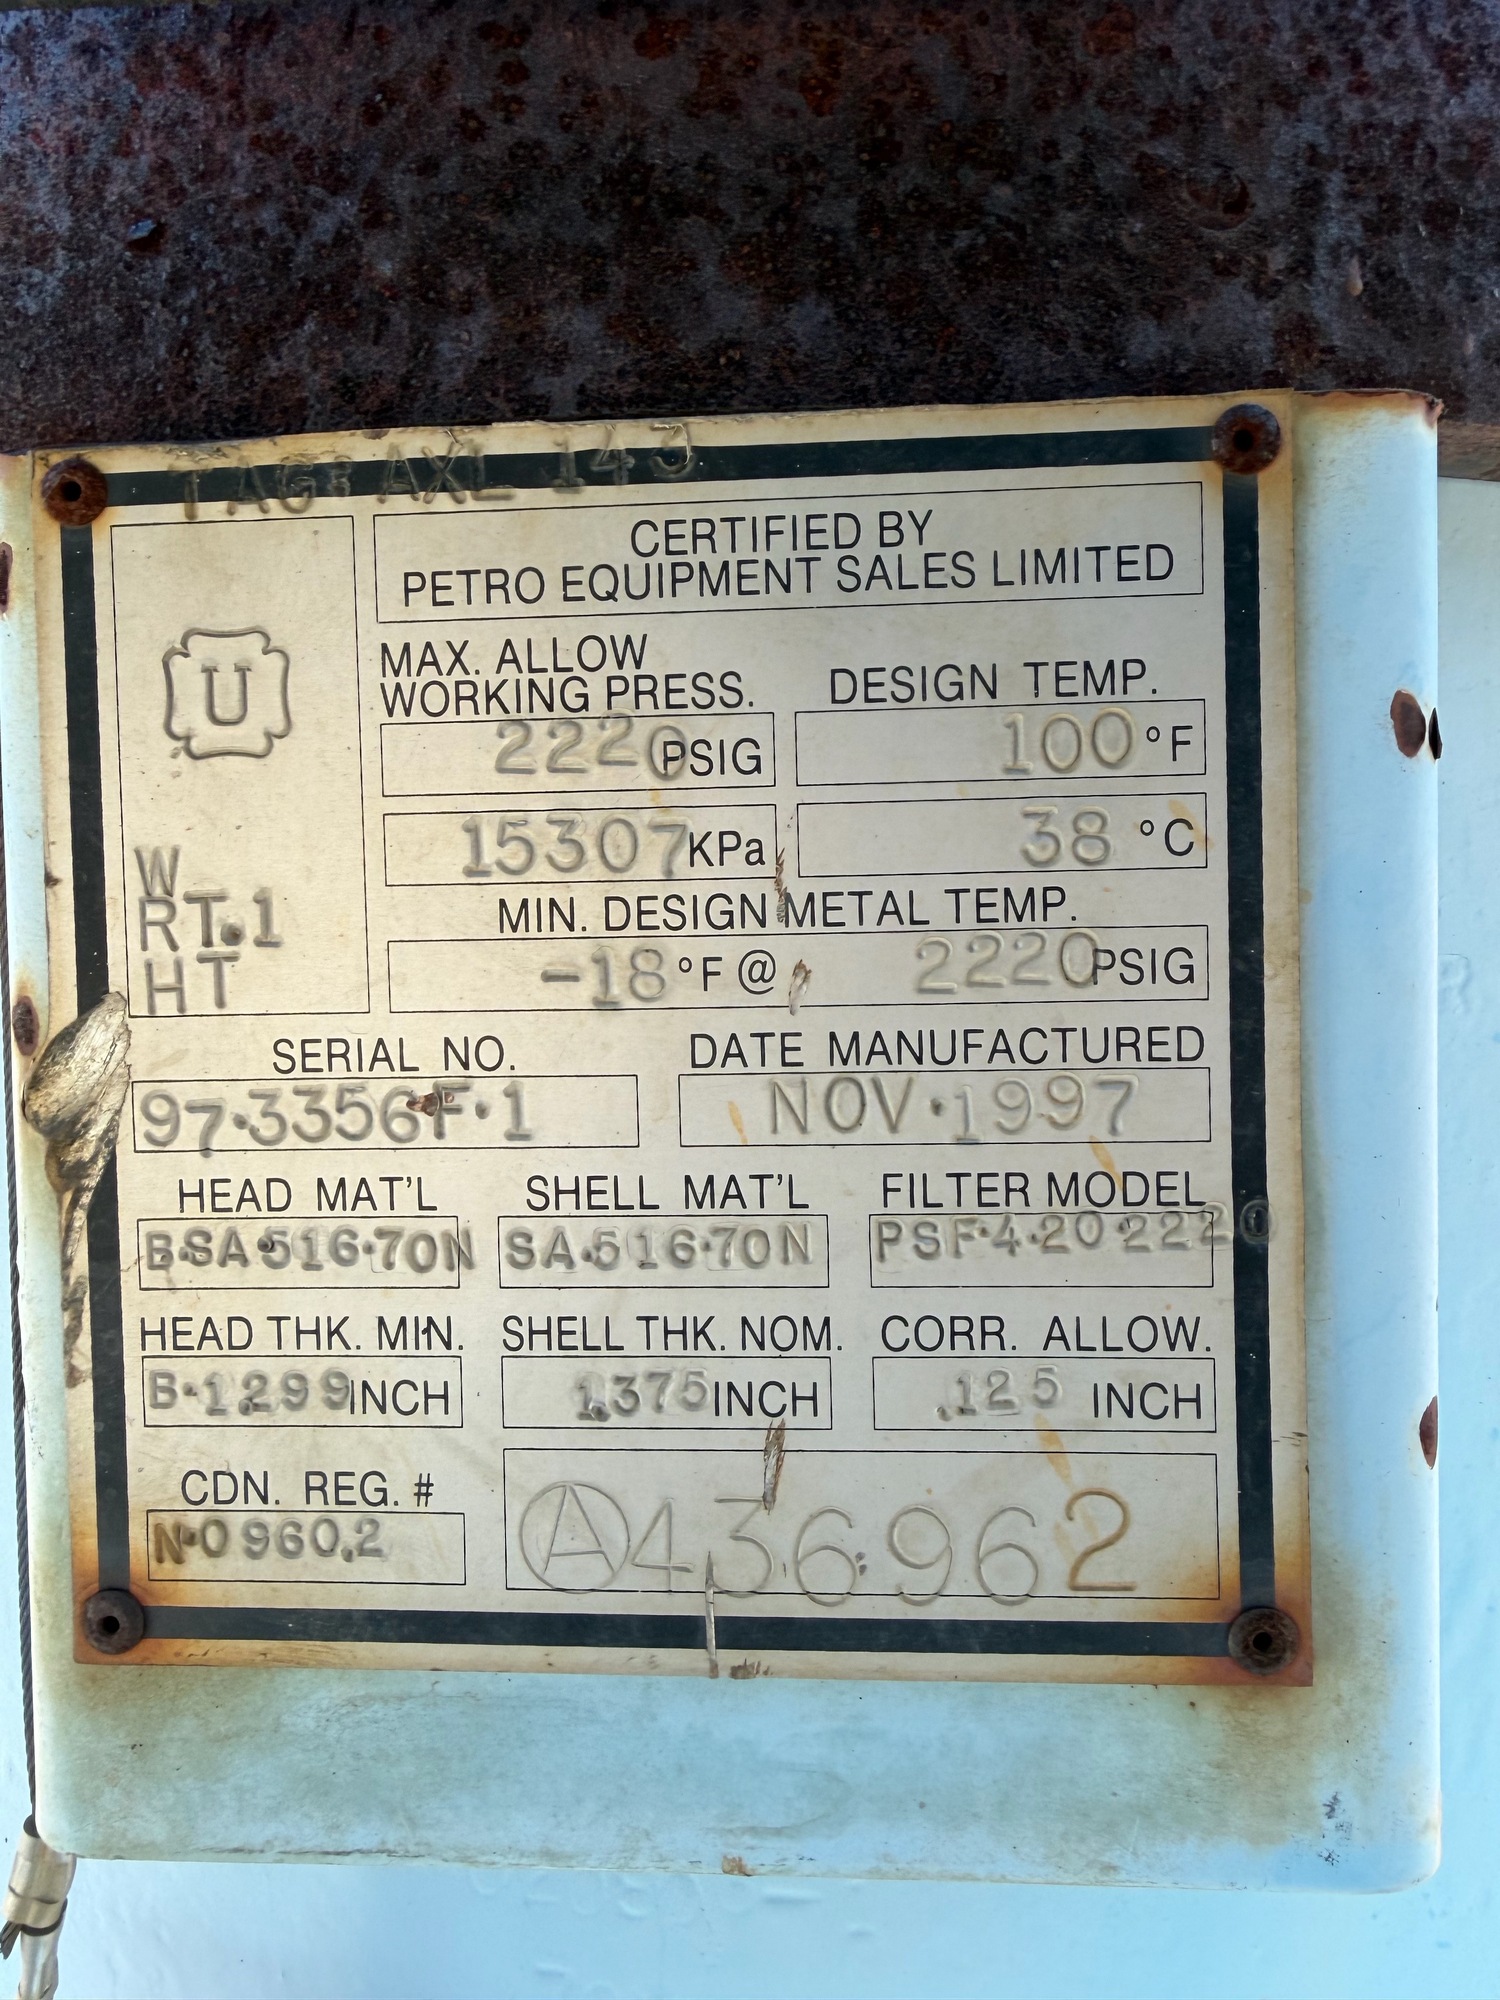 TAG: AXL 143
CERTIFIED BY
PETRO EQUIPMENT SALES LIMITED
U
MAX. ALLOW
WORKING PRESS.
DESIGN TEMP.
2220 PSIG
100 °F
15307 KPa
38 °C
W
RT.1
HT
MIN. DESIGN METAL TEMP.
-18 °F @ 2220 PSIG
SERIAL NO.
DATE MANUFACTURED
97·3356F·1
NOV·1997
HEAD MAT'L
SHELL MAT'L
FILTER MODEL
B·SA·516·70N
SA·516·70N
PSF·4·20·2220
HEAD THK. MIN.
SHELL THK. NOM.
CORR. ALLOW.
B·1.299 INCH
1.375 INCH
.125 INCH
CDN. REG. #
N·0960.2
A436962